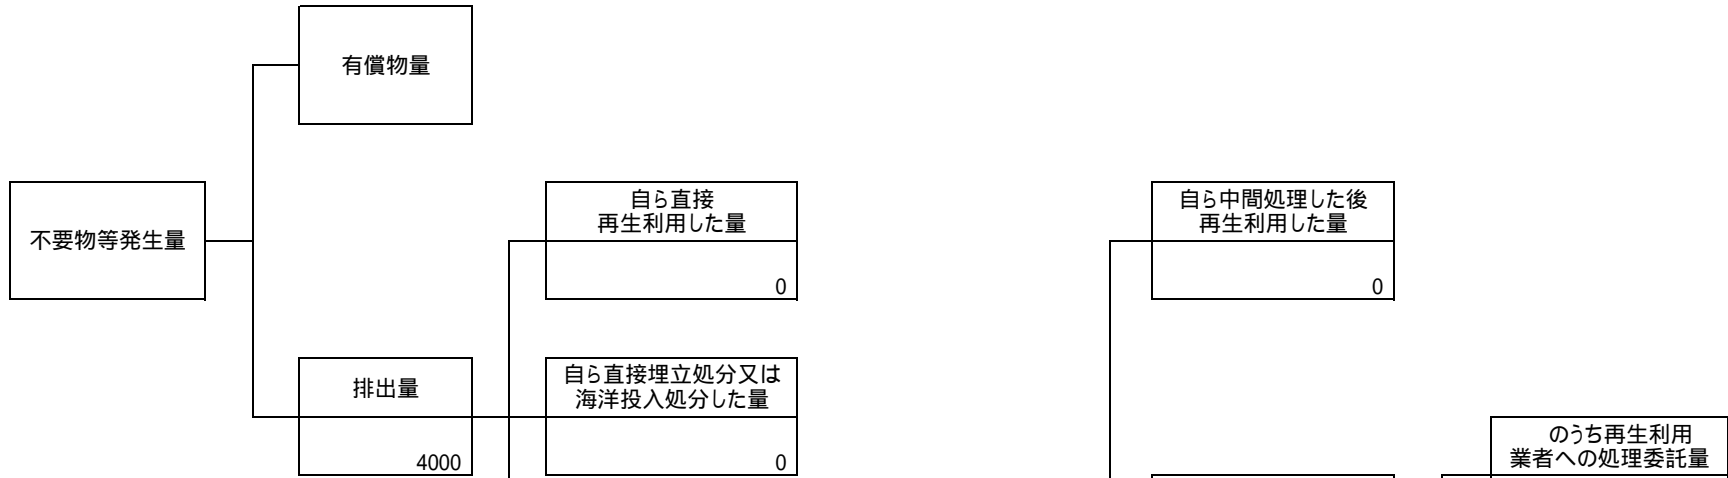 有償物量
不要物等発生量
自ら直接
再生利用した量
0
自ら中間処理した後
再生利用した量
0
排出量
4000
自ら直接埋立処分又は
海洋投入処分した量
0
のうち再生利用
業者への処理委託量